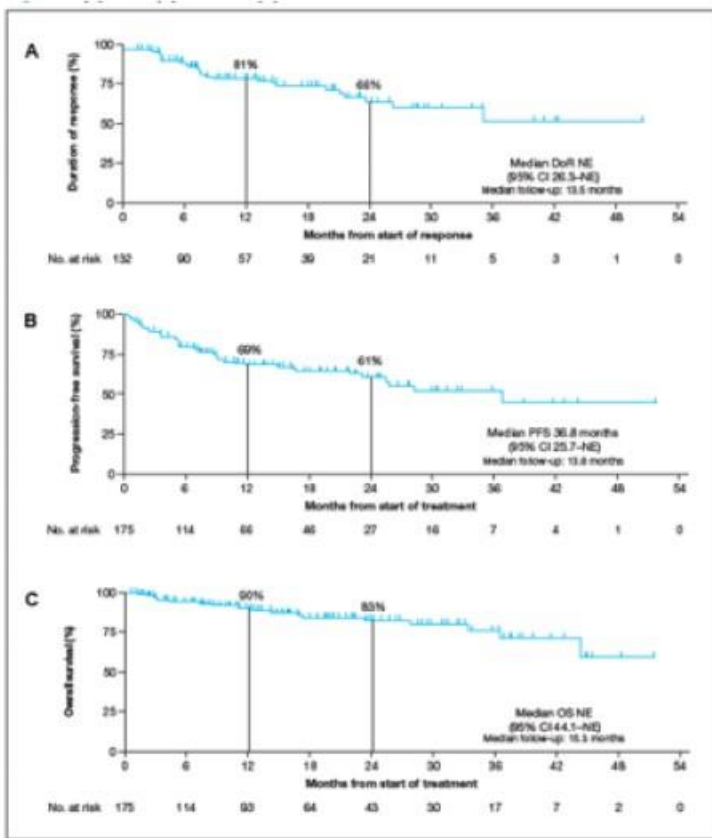 A
Duration of response (%)
100
75
50
25
0
81%
66%
Median DoR NE
(95% CI 26.3–NE)
Median follow-up: 13.5 months
0 6 12 18 24 30 36 42 48 54
Months from start of response
No. at risk 132 90 57 39 21 11 5 3 1 0
B
Progression-free survival (%)
100
75
50
25
0
69%
61%
Median PFS 36.8 months
(95% CI 25.7–NE)
Median follow-up: 13.8 months
0 6 12 18 24 30 36 42 48 54
Months from start of treatment
No. at risk 175 114 66 46 27 16 7 4 1 0
C
Overall survival (%)
100
75
50
25
0
90%
83%
Median OS NE
(95% CI 44.1–NE)
Median follow-up: 15.3 months
0 6 12 18 24 30 36 42 48 54
Months from start of treatment
No. at risk 175 114 93 64 43 30 17 7 2 0